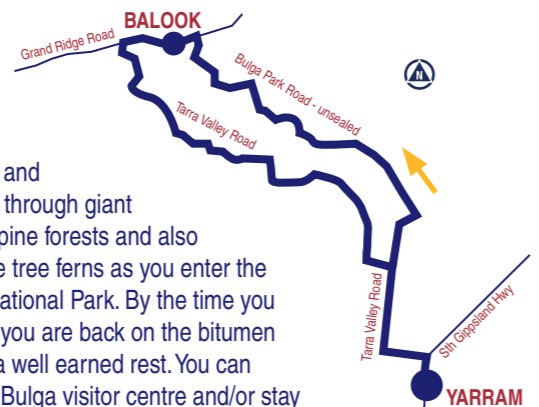 BALOOK
Grand Ridge Road
Bulga Park Road - unsealed
N
Tarra Valley Road
and
through giant
pine forests and also
tree ferns as you enter the
ational Park. By the time you
you are back on the bitumen
a well earned rest. You can
Bulga visitor centre and/or stay
Tarra Valley Road
Sth Gippsland Hwy
YARRAM